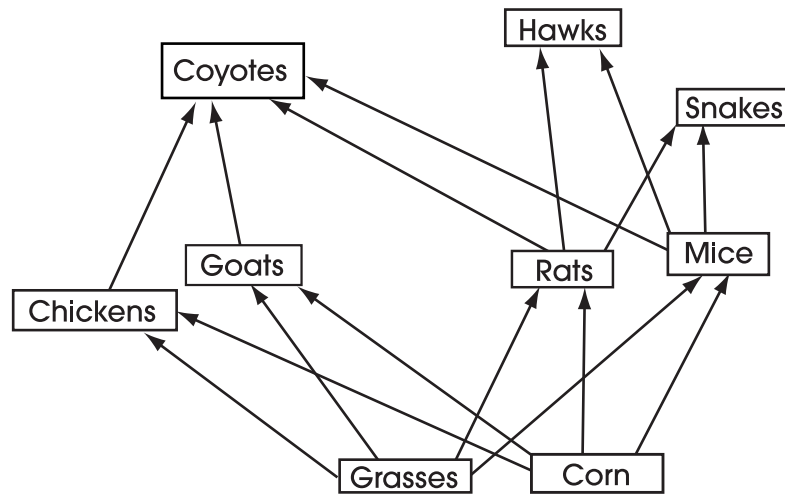 Hawks
Coyotes
Snakes
Mice
Goats
Rats
Chickens
Grasses
Corn